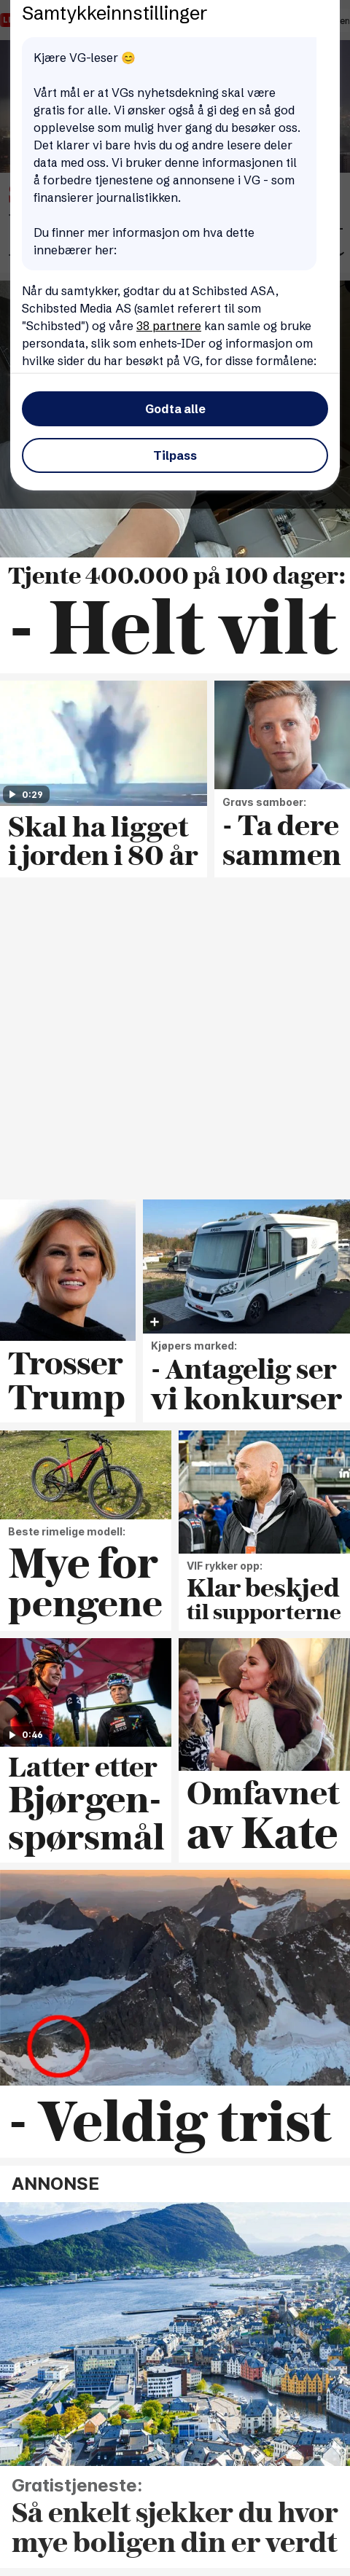 Samtykkeinnstillinger
Kjære VG-leser 😊
Vårt mål er at VGs nyhetsdekning skal være
gratis for alle. Vi ønsker også å gi deg en så god
opplevelse som mulig hver gang du besøker oss.
Det klarer vi bare hvis du og andre lesere deler
data med oss. Vi bruker denne informasjonen til
å forbedre tjenestene og annonsene i VG - som
finansierer journalistikken.
Du finner mer informasjon om hva dette
innebærer her:
Når du samtykker, godtar du at Schibsted ASA,
Schibsted Media AS (samlet referert til som
"Schibsted") og våre 38 partnere kan samle og bruke
persondata, slik som enhets-IDer og informasjon om
hvilke sider du har besøkt på VG, for disse formålene:
Godta alle
Tilpass
Tjente 400.000 på 100 dager:
- Helt vilt
0:29
Skal ha ligget
i jorden i 80 år
Gravs samboer:
- Ta dere
sammen
Trosser
Trump
Kjøpers marked:
- Antagelig ser
vi konkurser
Beste rimelige modell:
Mye for
pengene
VIF rykker opp:
Klar beskjed
til supporterne
0:46
Latter etter
Bjørgen-
spørsmål
Omfavnet
av Kate
- Veldig trist
ANNONSE
Gratistjeneste:
Så enkelt sjekker du hvor
mye boligen din er verdt